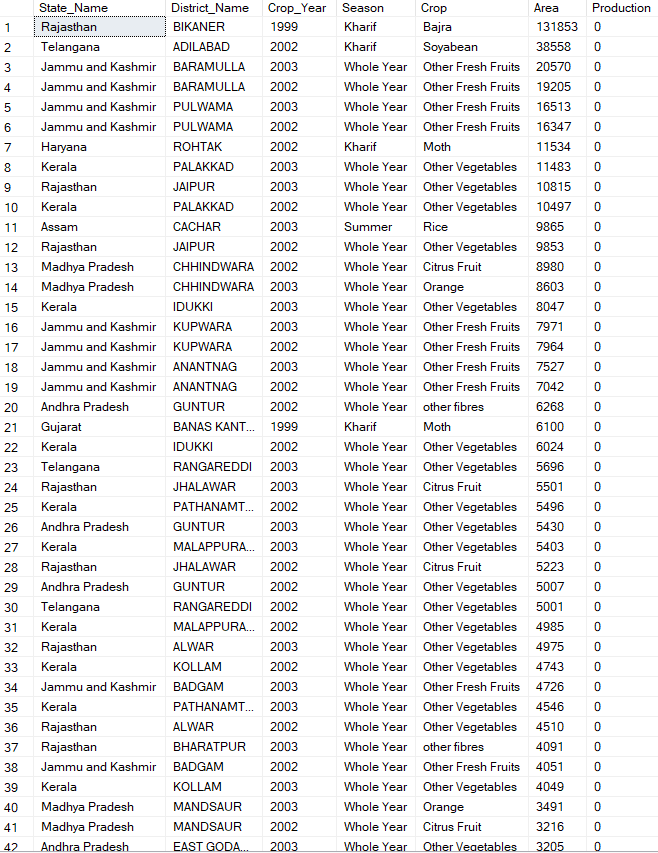 State_Name District_Name Crop_Year Season Crop Area Production
1 Rajasthan BIKANER 1999 Kharif Bajra 131853 0
2 Telangana ADILABAD 2002 Kharif Soyabean 38558 0
3 Jammu and Kashmir BARAMULLA 2003 Whole Year Other Fresh Fruits 20570 0
4 Jammu and Kashmir BARAMULLA 2002 Whole Year Other Fresh Fruits 19205 0
5 Jammu and Kashmir PULWAMA 2003 Whole Year Other Fresh Fruits 16513 0
6 Jammu and Kashmir PULWAMA 2002 Whole Year Other Fresh Fruits 16347 0
7 Haryana ROHTAK 2002 Kharif Moth 11534 0
8 Kerala PALAKKAD 2003 Whole Year Other Vegetables 11483 0
9 Rajasthan JAIPUR 2003 Whole Year Other Vegetables 10815 0
10 Kerala PALAKKAD 2002 Whole Year Other Vegetables 10497 0
11 Assam CACHAR 2003 Summer Rice 9865 0
12 Rajasthan JAIPUR 2002 Whole Year Other Vegetables 9853 0
13 Madhya Pradesh CHHINDWARA 2002 Whole Year Citrus Fruit 8980 0
14 Madhya Pradesh CHHINDWARA 2003 Whole Year Orange 8603 0
15 Kerala IDUKKI 2003 Whole Year Other Vegetables 8047 0
16 Jammu and Kashmir KUPWARA 2003 Whole Year Other Fresh Fruits 7971 0
17 Jammu and Kashmir KUPWARA 2002 Whole Year Other Fresh Fruits 7964 0
18 Jammu and Kashmir ANANTNAG 2003 Whole Year Other Fresh Fruits 7527 0
19 Jammu and Kashmir ANANTNAG 2002 Whole Year Other Fresh Fruits 7042 0
20 Andhra Pradesh GUNTUR 2002 Whole Year other fibres 6268 0
21 Gujarat BANAS KANT... 1999 Kharif Moth 6100 0
22 Kerala IDUKKI 2002 Whole Year Other Vegetables 6024 0
23 Telangana RANGAREDDI 2003 Whole Year Other Vegetables 5696 0
24 Rajasthan JHALAWAR 2003 Whole Year Citrus Fruit 5501 0
25 Kerala PATHANAMT... 2002 Whole Year Other Vegetables 5496 0
26 Andhra Pradesh GUNTUR 2003 Whole Year Other Vegetables 5430 0
27 Kerala MALAPPURA... 2003 Whole Year Other Vegetables 5403 0
28 Rajasthan JHALAWAR 2002 Whole Year Citrus Fruit 5223 0
29 Andhra Pradesh GUNTUR 2002 Whole Year Other Vegetables 5007 0
30 Telangana RANGAREDDI 2002 Whole Year Other Vegetables 5001 0
31 Kerala MALAPPURA... 2002 Whole Year Other Vegetables 4985 0
32 Rajasthan ALWAR 2003 Whole Year Other Vegetables 4975 0
33 Kerala KOLLAM 2002 Whole Year Other Vegetables 4743 0
34 Jammu and Kashmir BADGAM 2003 Whole Year Other Fresh Fruits 4726 0
35 Kerala PATHANAMT... 2003 Whole Year Other Vegetables 4546 0
36 Rajasthan ALWAR 2002 Whole Year Other Vegetables 4510 0
37 Rajasthan BHARATPUR 2003 Whole Year other fibres 4091 0
38 Jammu and Kashmir BADGAM 2002 Whole Year Other Fresh Fruits 4051 0
39 Kerala KOLLAM 2003 Whole Year Other Vegetables 4049 0
40 Madhya Pradesh MANDSAUR 2003 Whole Year Orange 3491 0
41 Madhya Pradesh MANDSAUR 2002 Whole Year Citrus Fruit 3216 0
42 Andhra Pradesh EAST GODA... 2003 Whole Year Other Vegetables 3205 0